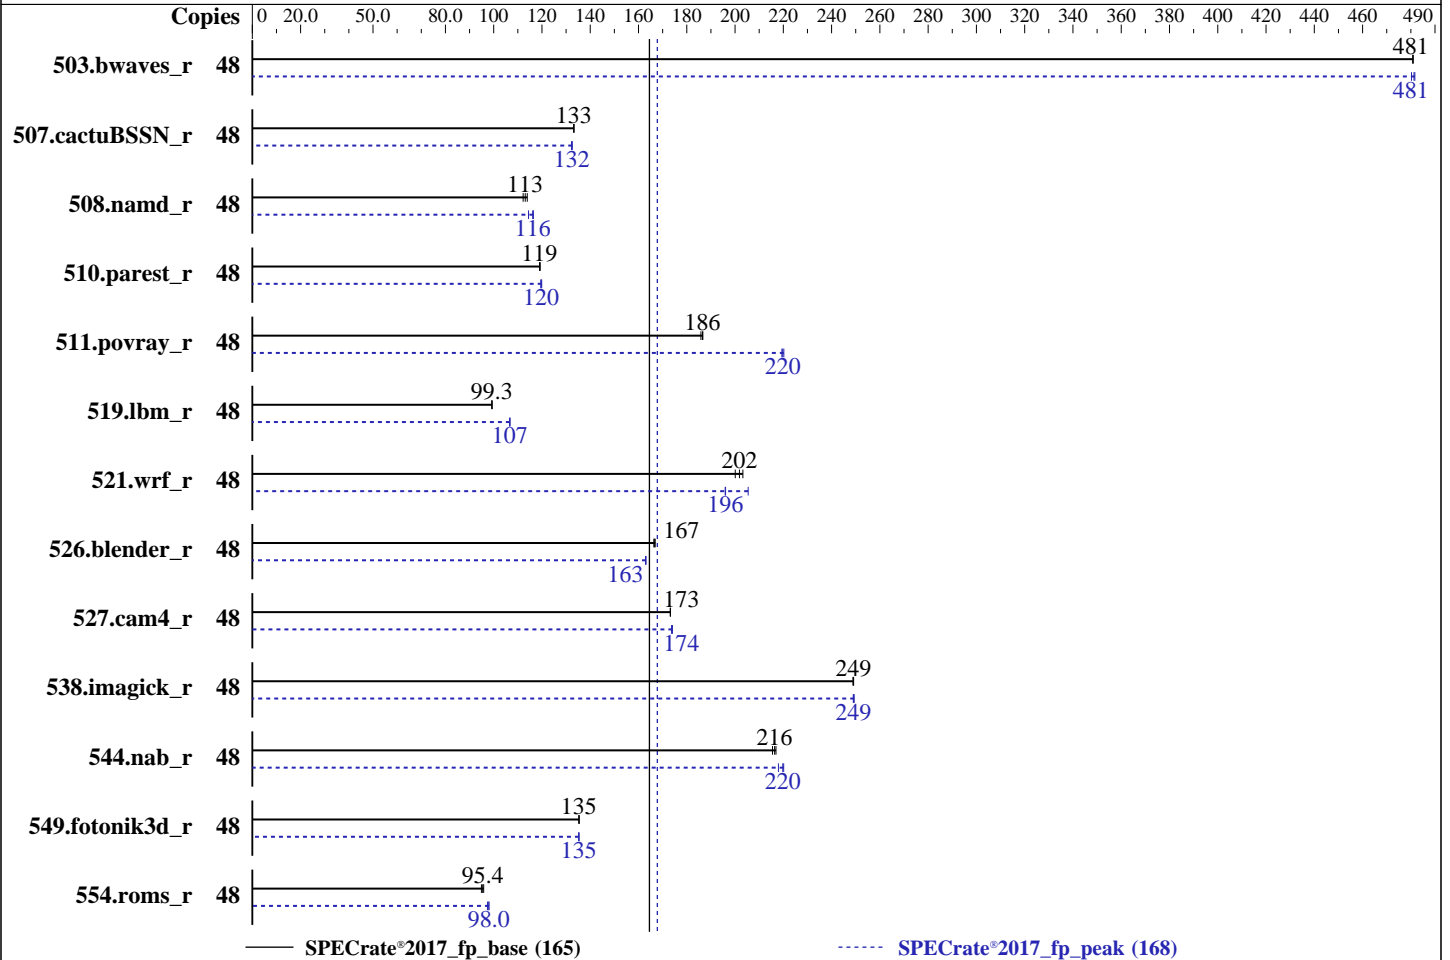 Copies 0 20.0 50.0 80.0 100 120 140 160 180 200 220 240 260 280 300 320 340 360 380 400 420 440 460 490
503.bwaves_r 48 481
481
507.cactuBSSN_r 48 133
132
508.namd_r 48 113
116
510.parest_r 48 119
120
511.povray_r 48 186
220
519.lbm_r 48 99.3
107
521.wrf_r 48 202
196
526.blender_r 48 167
163
527.cam4_r 48 173
174
538.imagick_r 48 249
249
544.nab_r 48 216
220
549.fotonik3d_r 48 135
135
554.roms_r 48 95.4
98.0
SPECrate®2017_fp_base (165) SPECrate®2017_fp_peak (168)